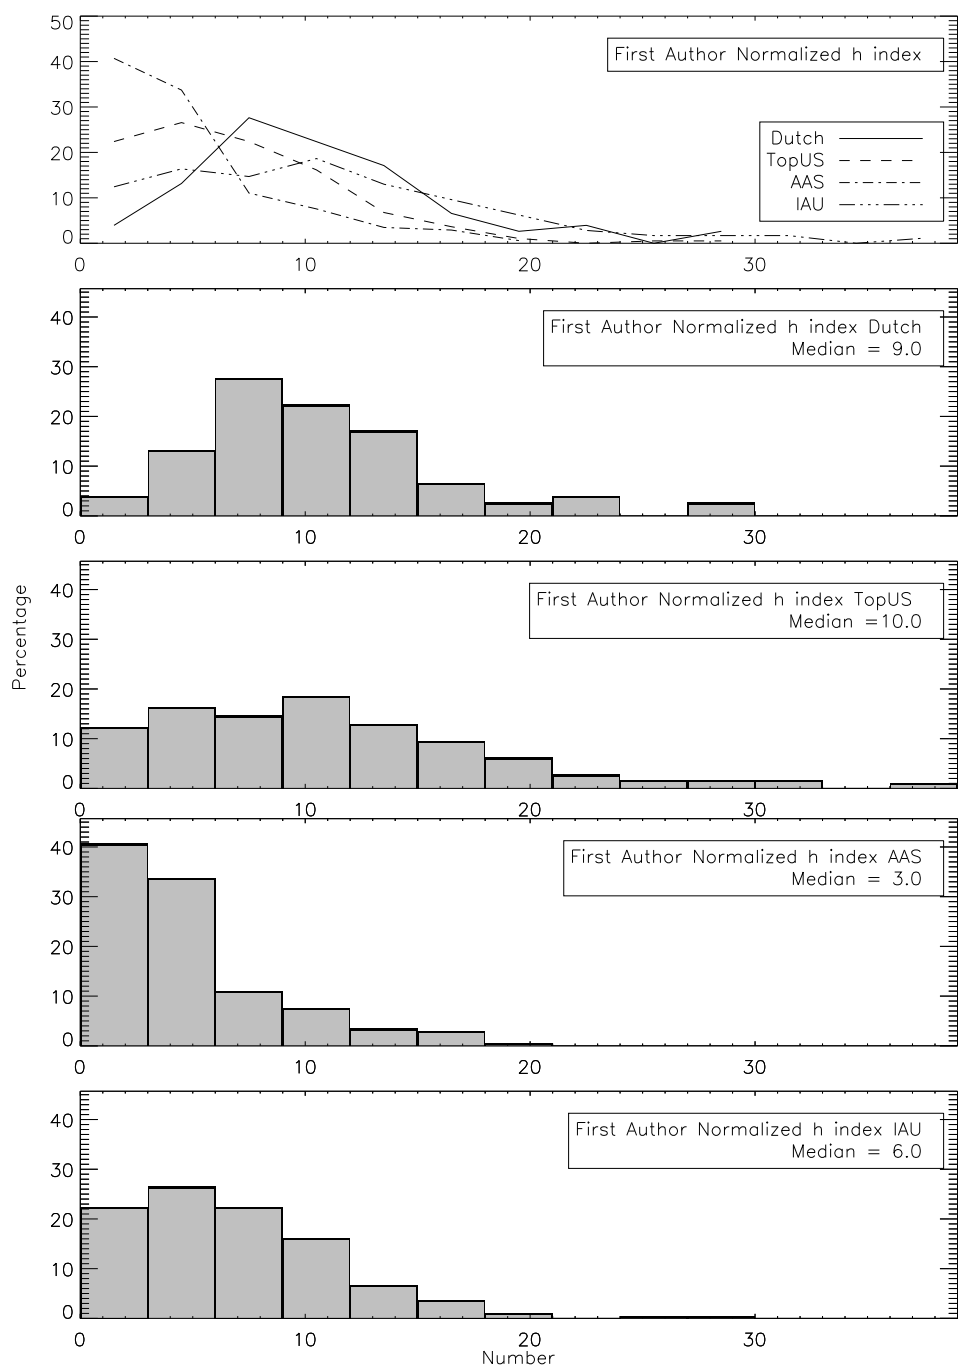 50
40
30
20
10
0
First Author Normalized h index
Dutch
TopUS
AAS
IAU
0 10 20 30
40
30
20
10
0
First Author Normalized h index Dutch
Median = 9.0
0 10 20 30
Percentage
40
30
20
10
0
First Author Normalized h index TopUS
Median =10.0
0 10 20 30
40
30
20
10
0
First Author Normalized h index AAS
Median = 3.0
0 10 20 30
40
30
20
10
0
First Author Normalized h index IAU
Median = 6.0
0 10 20 30
Number